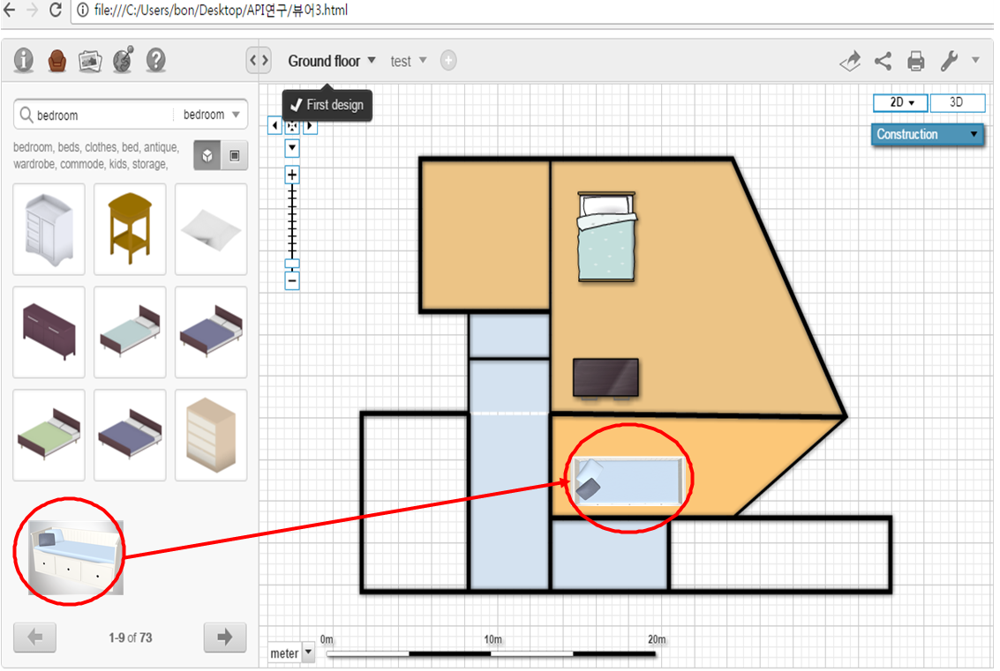 file:///C:/Users/bon/Desktop/API연구/뷰어3.html
Ground floor
test
First design
bedroom
bedroom
bedroom, beds, clothes, bed, antique,
wardrobe, commode, kids, storage,
2D
3D
Construction
1-9 of 73
meter
0m
10m
20m